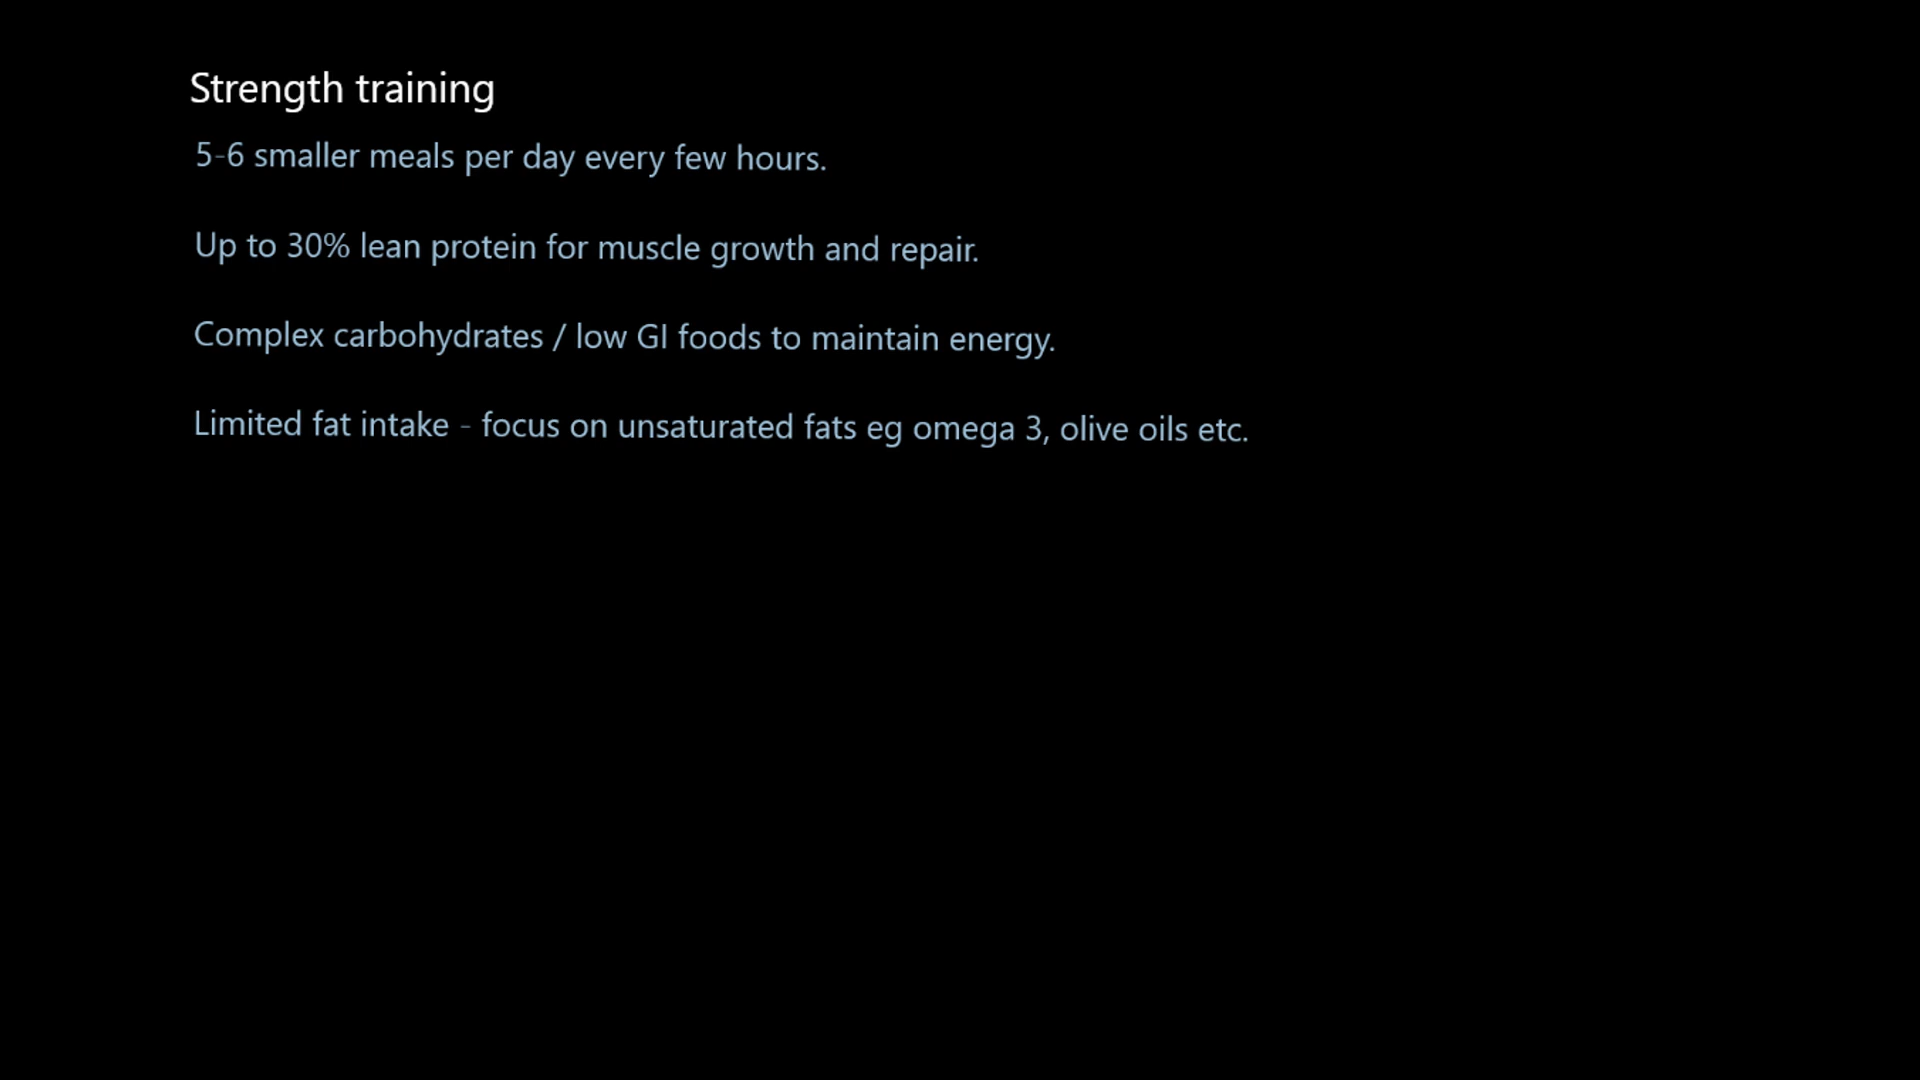 Strength training
5-6 smaller meals per day every few hours.
Up to 30% lean protein for muscle growth and repair.
Complex carbohydrates / low GI foods to maintain energy.
Limited fat intake - focus on unsaturated fats eg omega 3, olive oils etc.